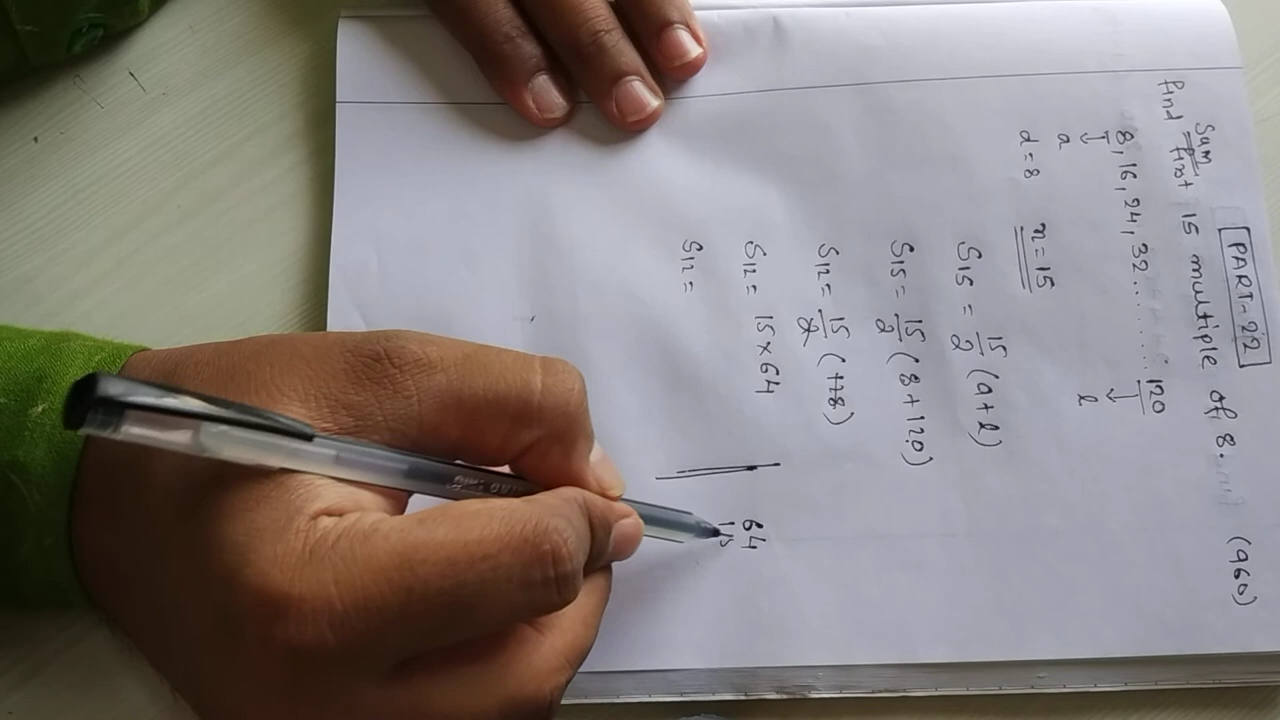 PART-22
Sum
find first 15 multiple of 8. (960)
8, 16, 24, 32 ........ 120
↓ ↓
a l
d=8 n=15
S15 = 15/2 (a+l)
S15 = 15/2 (8+120)
S12 = 15/2 (128)
S12 = 15×64
S12 =
64
15